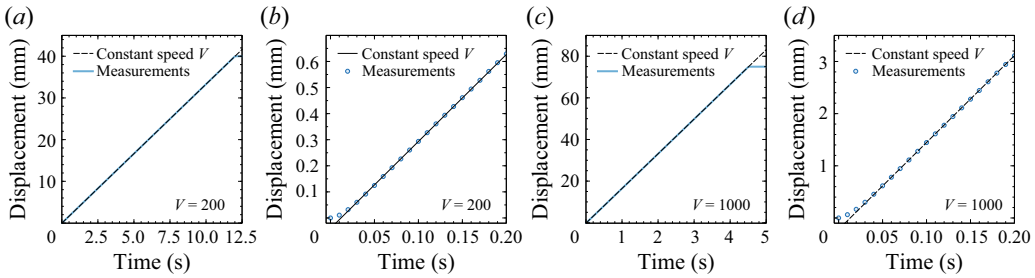 (a)
Displacement (mm)
40
30
20
10
0
2.5
5.0
7.5
10.0
12.5
Time (s)
Constant speed V
Measurements
V = 200
(b)
Displacement (mm)
0.6
0.5
0.4
0.3
0.2
0.1
0
0.05
0.10
0.15
0.20
Time (s)
Constant speed V
Measurements
V = 200
(c)
Displacement (mm)
80
60
40
20
0
1
2
3
4
5
Time (s)
Constant speed V
Measurements
V = 1000
(d)
Displacement (mm)
3
2
1
0
0.05
0.10
0.15
0.20
Time (s)
Constant speed V
Measurements
V = 1000